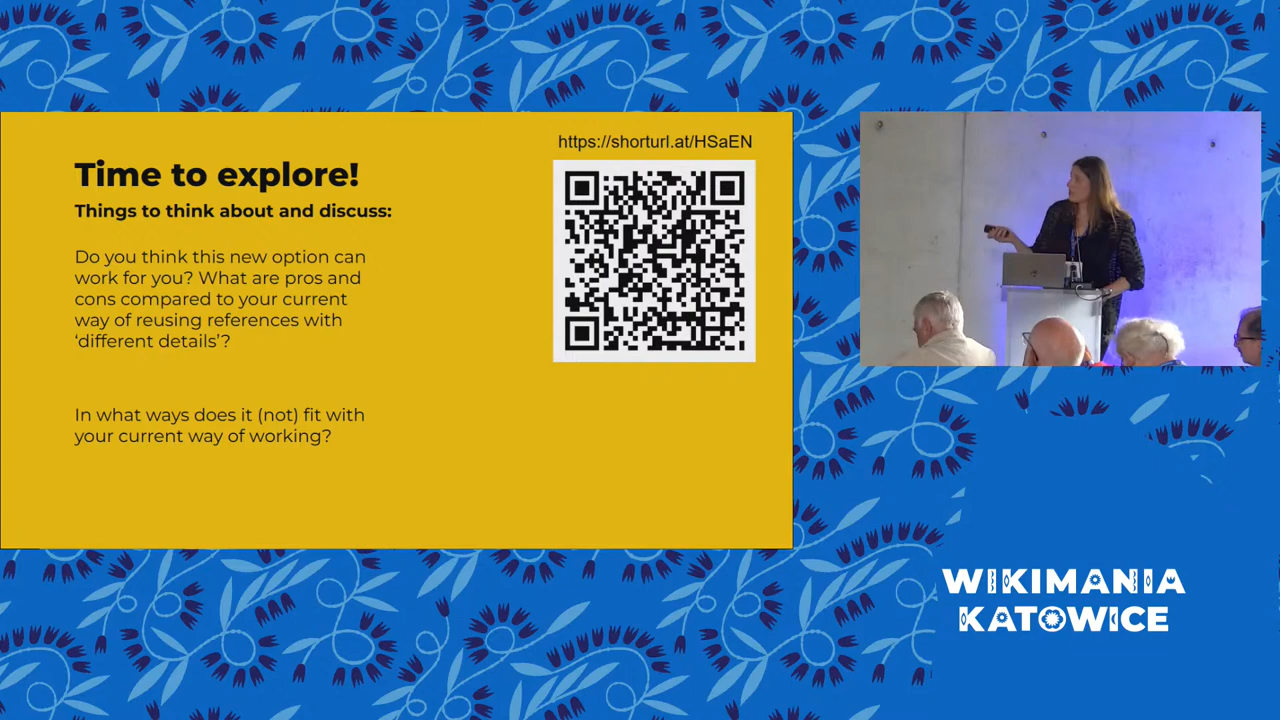 https://shorturl.at/HSaEN
Time to explore!
Things to think about and discuss:
Do you think this new option can
work for you? What are pros and
cons compared to your current
way of reusing references with
‘different details’?
In what ways does it (not) fit with
your current way of working?
WIKIMANIA
KATOWICE